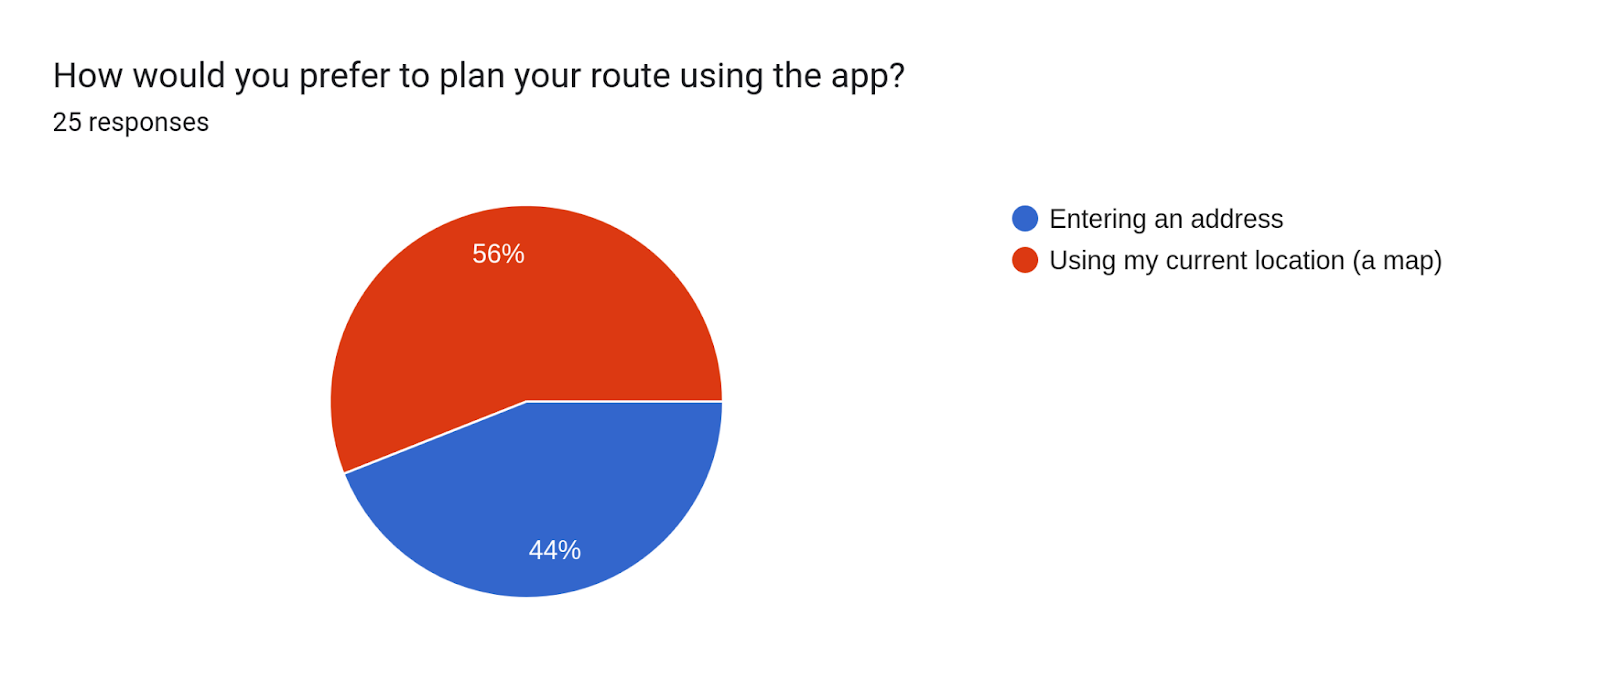 How would you prefer to plan your route using the app?
25 responses
Entering an address
Using my current location (a map)
56%
44%